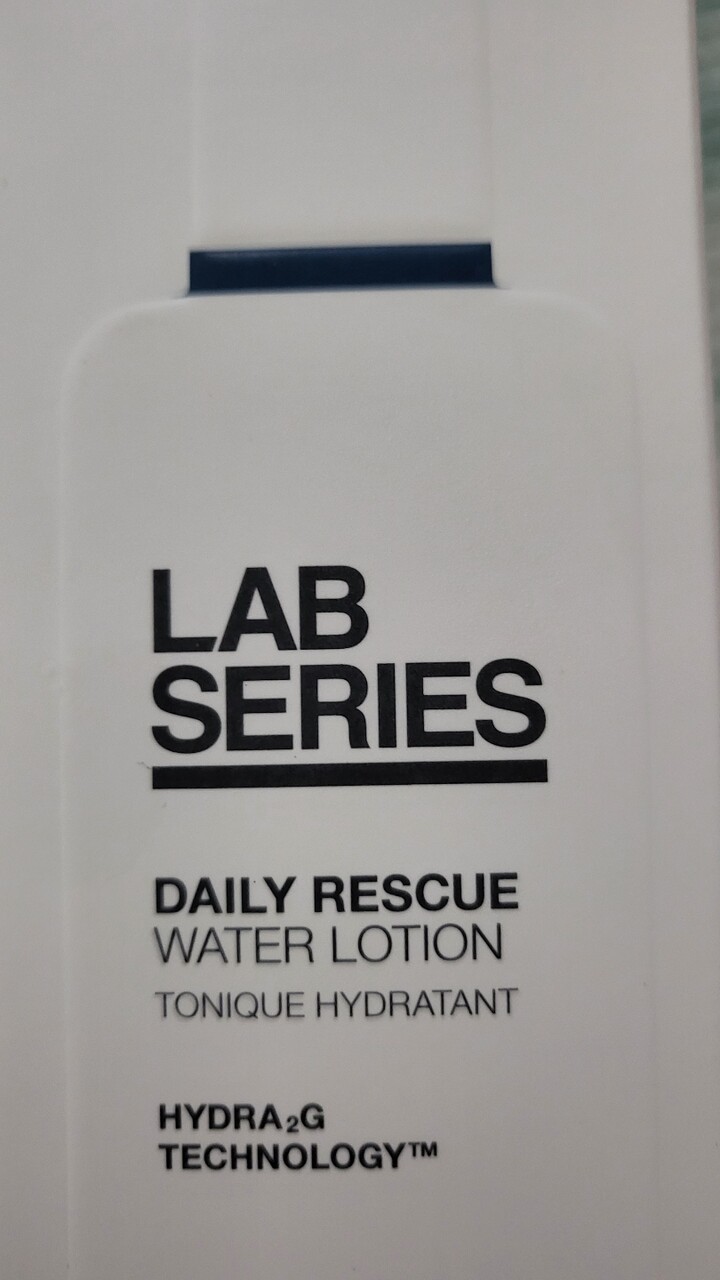 LAB
SERIES
DAILY RESCUE
WATER LOTION
TONIQUE HYDRATANT
HYDRA₂G
TECHNOLOGY™